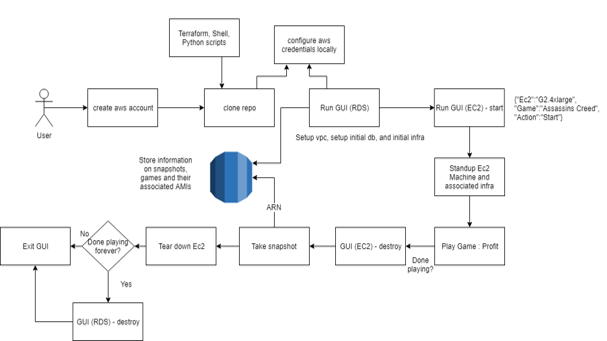 Terraform, Shell,
Python scripts
configure aws
credentials locally
User
create aws account
clone repo
Run GUI (RDS)
Run GUI (EC2) - start
{"Ec2":"G2.4xlarge",
"Game":"Assassins Creed",
"Action":"Start"}
Setup vpc, setup initial db, and initial infra
Store information
on snapshots,
games and their
associated AMIs
Standup Ec2
Machine and
associated infra
ARN
Play Game : Profit
Done
playing?
GUI (EC2) - destroy
Take snapshot
Tear down Ec2
Done playing
forever?
No
Exit GUI
Yes
GUI (RDS) - destroy